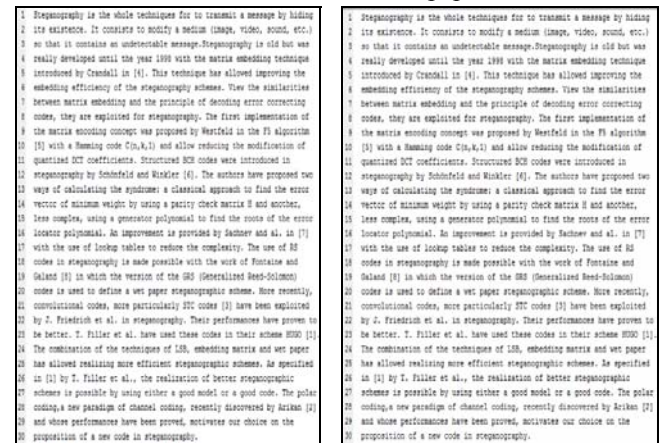 1 Steganography is the whole techniques for to transmit a message by hiding
2 its existence. It consists to modify a medium (image, video, sound, etc.)
3 so that it contains an undetectable message.Steganography is old but was
4 really developed until the year 1998 with the matrix embedding technique
5 introduced by Crandall in [4]. This technique has allowed improving the
6 embedding efficiency of the steganography schemes. View the similarities
7 between matrix embedding and the principle of decoding error correcting
8 codes, they are exploited for steganography. The first implementation of
9 the matrix encoding concept was proposed by Westfeld in the F5 algorithm
10 [5] with a Hamming code C(n,k,1) and allow reducing the modification of
11 quantized DCT coefficients. Structured BCH codes were introduced in
12 steganography by Schönfeld and Winkler [6]. The authors have proposed two
13 ways of calculating the syndrome: a classical approach to find the error
14 vector of minimum weight by using a parity check matrix H and another,
15 less complex, using a generator polynomial to find the roots of the error
16 locator polynomial. An improvement is provided by Sachnev and al. in [7]
17 with the use of lookup tables to reduce the complexity. The use of RS
18 codes in steganography is made possible with the work of Fontaine and
19 Galand [8] in which the version of the GRS (Generalized Reed-Solomon)
20 codes is used to define a wet paper steganographic scheme. More recently,
21 convolutional codes, more particularly STC codes [3] have been exploited
22 by J. Friedrich et al. in steganography. Their performances have proven to
23 be better. T. Filler et al. have used these codes in their scheme HUGO [1].
24 The combination of the techniques of LSB, embedding matrix and wet paper
25 has allowed realizing more efficient steganographic schemes. As specified
26 in [1] by T. Filler et al., the realization of better steganographic
27 schemes is possible by using either a good model or a good code. The polar
28 coding,a new paradigm of channel coding, recently discovered by Arikan [2]
29 and whose performances have been proved, motivates our choice on the
30 proposition of a new code in steganography.
1 Steganography is the whole techniques for to transmit a message by hiding
2 its existence. It consists to modify a medium (image, video, sound, etc.)
3 so that it contains an undetectable message.Steganography is old but was
4 really developed until the year 1998 with the matrix embedding technique
5 introduced by Crandall in [4]. This technique has allowed improving the
6 embedding efficiency of the steganography schemes. View the similarities
7 between matrix embedding and the principle of decoding error correcting
8 codes, they are exploited for steganography. The first implementation of
9 the matrix encoding concept was proposed by Westfeld in the F5 algorithm
10 [5] with a Hamming code C(n,k,1) and allow reducing the modification of
11 quantized DCT coefficients. Structured BCH codes were introduced in
12 steganography by Schönfeld and Winkler [6]. The authors have proposed two
13 ways of calculating the syndrome: a classical approach to find the error
14 vector of minimum weight by using a parity check matrix H and another,
15 less complex, using a generator polynomial to find the roots of the error
16 locator polynomial. An improvement is provided by Sachnev and al. in [7]
17 with the use of lookup tables to reduce the complexity. The use of RS
18 codes in steganography is made possible with the work of Fontaine and
19 Galand [8] in which the version of the GRS (Generalized Reed-Solomon)
20 codes is used to define a wet paper steganographic scheme. More recently,
21 convolutional codes, more particularly STC codes [3] have been exploited
22 by J. Friedrich et al. in steganography. Their performances have proven to
23 be better. T. Filler et al. have used these codes in their scheme HUGO [1].
24 The combination of the techniques of LSB, embedding matrix and wet paper
25 has allowed realizing more efficient steganographic schemes. As specified
26 in [1] by T. Filler et al., the realization of better steganographic
27 schemes is possible by using either a good model or a good code. The polar
28 coding,a new paradigm of channel coding, recently discovered by Arikan [2]
29 and whose performances have been proved, motivates our choice on the
30 proposition of a new code in steganography.